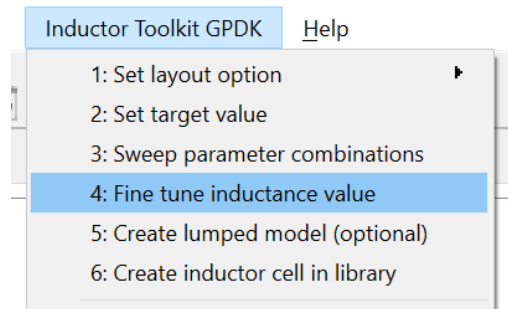 Inductor Toolkit GPDK Help
1: Set layout option
2: Set target value
3: Sweep parameter combinations
4: Fine tune inductance value
5: Create lumped model (optional)
6: Create inductor cell in library